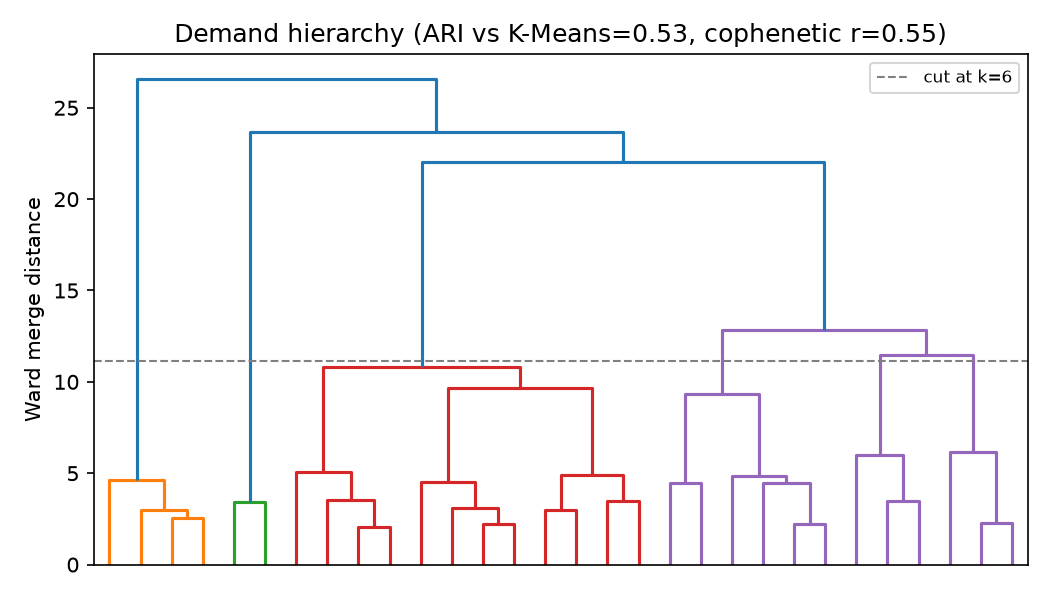 Demand hierarchy (ARI vs K-Means=0.53, cophenetic r=0.55)
cut at k=6
Ward merge distance
25
20
15
10
5
0